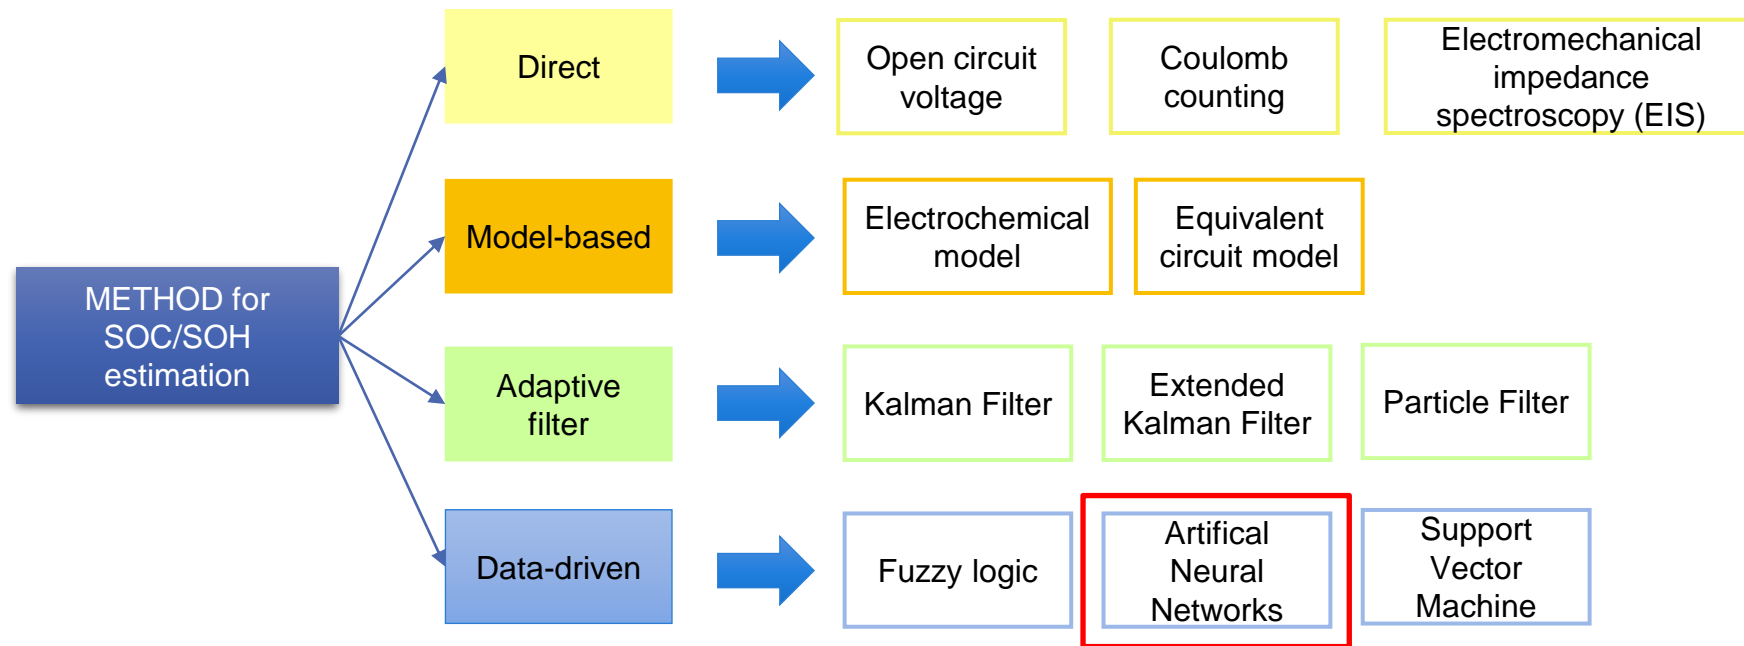 METHOD for
SOC/SOH
estimation
Direct
Open circuit
voltage
Coulomb
counting
Electromechanical
impedance
spectroscopy (EIS)
Model-based
Electrochemical
model
Equivalent
circuit model
Adaptive
filter
Kalman Filter
Extended
Kalman Filter
Particle Filter
Data-driven
Fuzzy logic
Artifical
Neural
Networks
Support
Vector
Machine